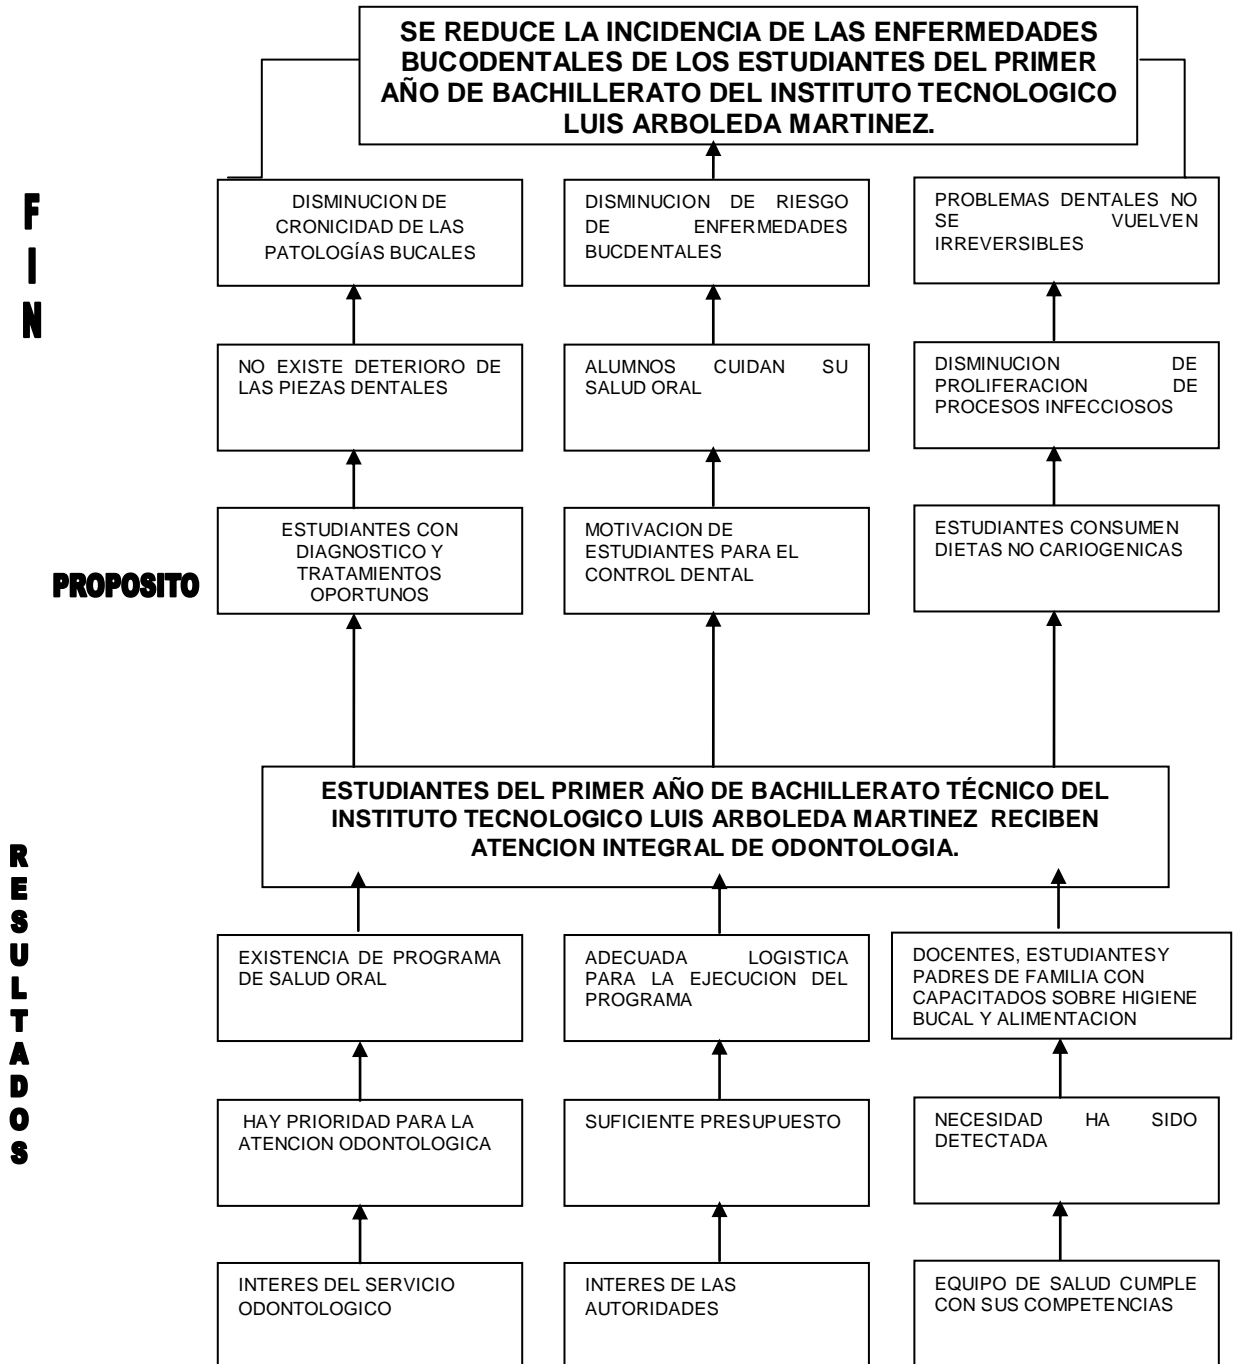 SE REDUCE LA INCIDENCIA DE LAS ENFERMEDADES
BUCODENTALES DE LOS ESTUDIANTES DEL PRIMER
AÑO DE BACHILLERATO DEL INSTITUTO TECNOLOGICO
LUIS ARBOLEDA MARTINEZ.
FIN
DISMINUCION DE
CRONICIDAD DE LAS
PATOLOGÍAS BUCALES
DISMINUCION DE RIESGO
DE ENFERMEDADES
BUCDENTALES
PROBLEMAS DENTALES NO
SE VUELVEN
IRREVERSIBLES
NO EXISTE DETERIORO DE
LAS PIEZAS DENTALES
ALUMNOS CUIDAN SU
SALUD ORAL
DISMINUCION DE
PROLIFERACION DE
PROCESOS INFECCIOSOS
PROPOSITO
ESTUDIANTES CON
DIAGNOSTICO Y
TRATAMIENTOS
OPORTUNOS
MOTIVACION DE
ESTUDIANTES PARA EL
CONTROL DENTAL
ESTUDIANTES CONSUMEN
DIETAS NO CARIOGENICAS
ESTUDIANTES DEL PRIMER AÑO DE BACHILLERATO TÉCNICO DEL
INSTITUTO TECNOLOGICO LUIS ARBOLEDA MARTINEZ RECIBEN
ATENCION INTEGRAL DE ODONTOLOGIA.
RESULTADOS
EXISTENCIA DE PROGRAMA
DE SALUD ORAL
ADECUADA LOGISTICA
PARA LA EJECUCION DEL
PROGRAMA
DOCENTES, ESTUDIANTESY
PADRES DE FAMILIA CON
CAPACITADOS SOBRE HIGIENE
BUCAL Y ALIMENTACION
HAY PRIORIDAD PARA LA
ATENCION ODONTOLOGICA
SUFICIENTE PRESUPUESTO
NECESIDAD HA SIDO
DETECTADA
INTERES DEL SERVICIO
ODONTOLOGICO
INTERES DE LAS
AUTORIDADES
EQUIPO DE SALUD CUMPLE
CON SUS COMPETENCIAS